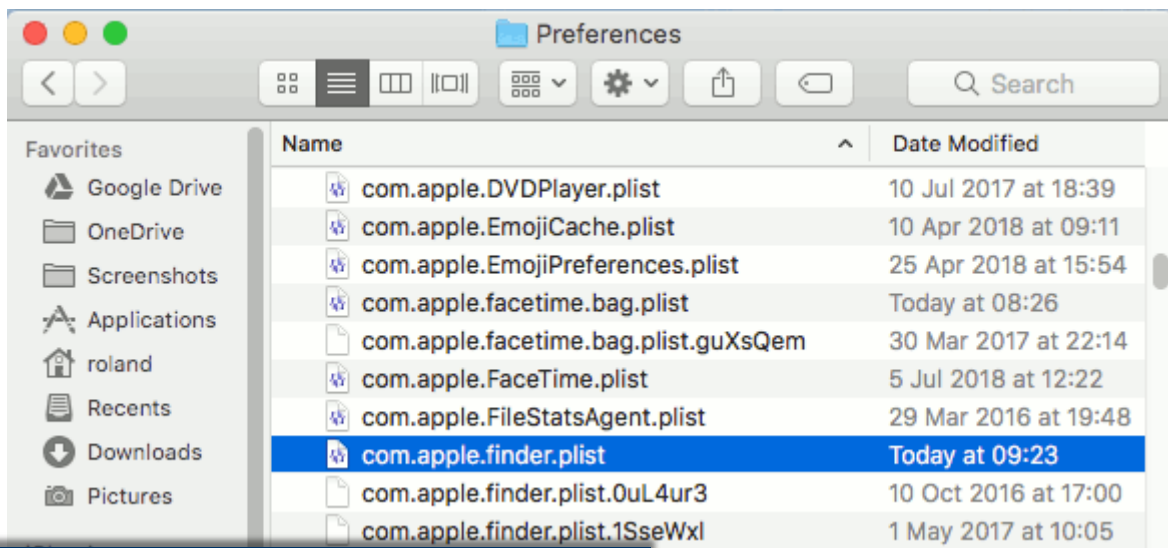 Preferences
Search
Favorites
Google Drive
OneDrive
Screenshots
Applications
roland
Recents
Downloads
Pictures
Name Date Modified
com.apple.DVDPlayer.plist 10 Jul 2017 at 18:39
com.apple.EmojiCache.plist 10 Apr 2018 at 09:11
com.apple.EmojiPreferences.plist 25 Apr 2018 at 15:54
com.apple.facetime.bag.plist Today at 08:26
com.apple.facetime.bag.plist.guXsQem 30 Mar 2017 at 22:14
com.apple.FaceTime.plist 5 Jul 2018 at 12:22
com.apple.FileStatsAgent.plist 29 Mar 2016 at 19:48
com.apple.finder.plist Today at 09:23
com.apple.finder.plist.0uL4ur3 10 Oct 2016 at 17:00
com.apple.finder.plist.1SseWxl 1 May 2017 at 10:05